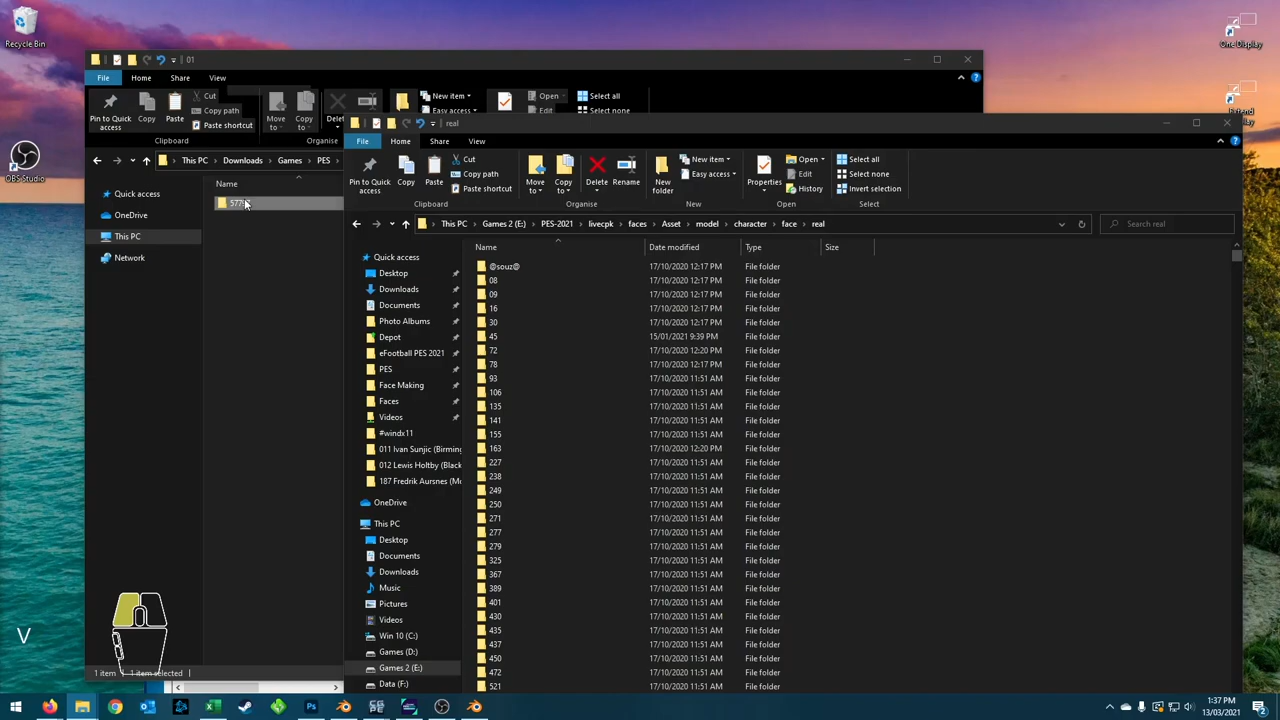 Recycle Bin
OBS Studio
One Display
01
File
Home
Share
View
Pin to Quick
access
Copy
Paste
Cut
Copy path
Paste shortcut
Clipboard
Move
to
Copy
to
Organise
New item
Easy access
Open
Edit
Select all
Select none
This PC
Downloads
Games
PES
Name
Quick access
OneDrive
This PC
Network
1 item
1 item selected
real
File
Home
Share
View
Pin to Quick
access
Copy
Paste
Cut
Copy path
Paste shortcut
Clipboard
Move
to
Copy
to
Delete
Rename
Organise
New
folder
New item
Easy access
New
Properties
Open
Edit
History
Open
Select all
Select none
Invert selection
Select
This PC
Games 2 (E:)
PES-2021
livecpk
faces
Asset
model
character
face
real
Search real
Name
Date modified
Type
Size
Quick access
Desktop
Downloads
Documents
Photo Albums
Depot
eFootball PES 2021
PES
Face Making
Faces
Videos
#windx11
011 Ivan Sunjic (Birming
012 Lewis Holtby (Black
187 Fredrik Aursnes (Mo
OneDrive
This PC
Desktop
Documents
Downloads
Music
Pictures
Videos
Win 10 (C:)
Games (D:)
Games 2 (E:)
Data (F:)
@souz@ 17/10/2020 12:17 PM File folder
08 17/10/2020 12:17 PM File folder
09 17/10/2020 12:17 PM File folder
16 17/10/2020 12:17 PM File folder
30 17/10/2020 12:17 PM File folder
45 15/01/2021 9:39 PM File folder
72 17/10/2020 12:20 PM File folder
78 17/10/2020 12:17 PM File folder
93 17/10/2020 11:51 AM File folder
106 17/10/2020 11:51 AM File folder
135 17/10/2020 11:51 AM File folder
141 17/10/2020 11:51 AM File folder
155 17/10/2020 11:51 AM File folder
163 17/10/2020 12:20 PM File folder
227 17/10/2020 11:51 AM File folder
238 17/10/2020 11:51 AM File folder
249 17/10/2020 11:51 AM File folder
250 17/10/2020 11:51 AM File folder
271 17/10/2020 11:51 AM File folder
277 17/10/2020 11:51 AM File folder
279 17/10/2020 11:51 AM File folder
325 17/10/2020 11:51 AM File folder
367 17/10/2020 11:51 AM File folder
389 17/10/2020 11:51 AM File folder
401 17/10/2020 11:51 AM File folder
430 17/10/2020 11:51 AM File folder
435 17/10/2020 11:51 AM File folder
437 17/10/2020 11:51 AM File folder
450 17/10/2020 11:51 AM File folder
472 17/10/2020 11:51 AM File folder
521 17/10/2020 11:51 AM File folder
V
1:37 PM
13/03/2021